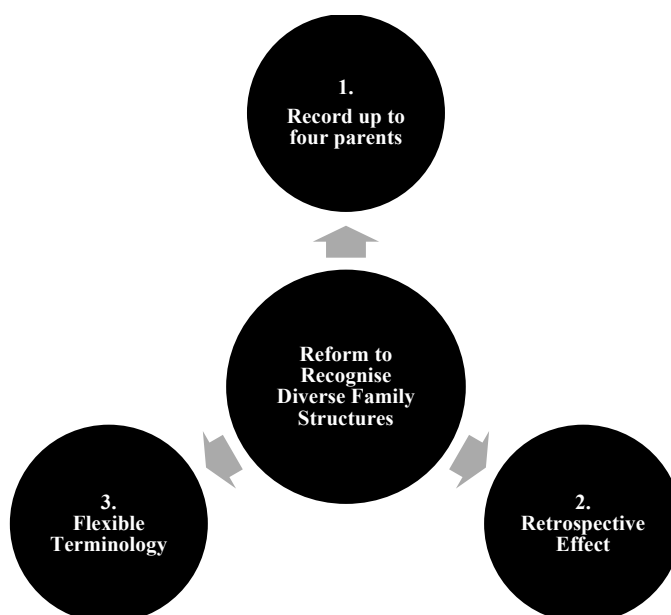 1.
Record up to
four parents
Reform to
Recognise
Diverse Family
Structures
3.
Flexible
Terminology
2.
Retrospective
Effect